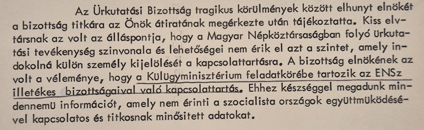 Az Űrkutatási Bizottság tragikus körülmények között elhunyt elnökét
a bizottság titkára az Önök átiratának megérkezte után tájékoztatta. Kiss elv-
társnak az volt az álláspontja, hogy a Magyar Népköztársaságban folyó űrkuta-
tási tevékenység színvonala és lehetőségei nem érik el azt a szintet, amely in-
dokolná külön személy kijelölését a kapcsolattartásra. A bizottság elnökének az
volt a véleménye, hogy a Külügyminisztérium feladatkörébe tartozik az ENSz
illetékes bizottságaival való kapcsolattartás. Ehhez készséggel megadunk min-
dennemű információt, amely nem érinti a szocialista országok együttműködésé-
vel kapcsolatos és titkosnak minősített adatokat.